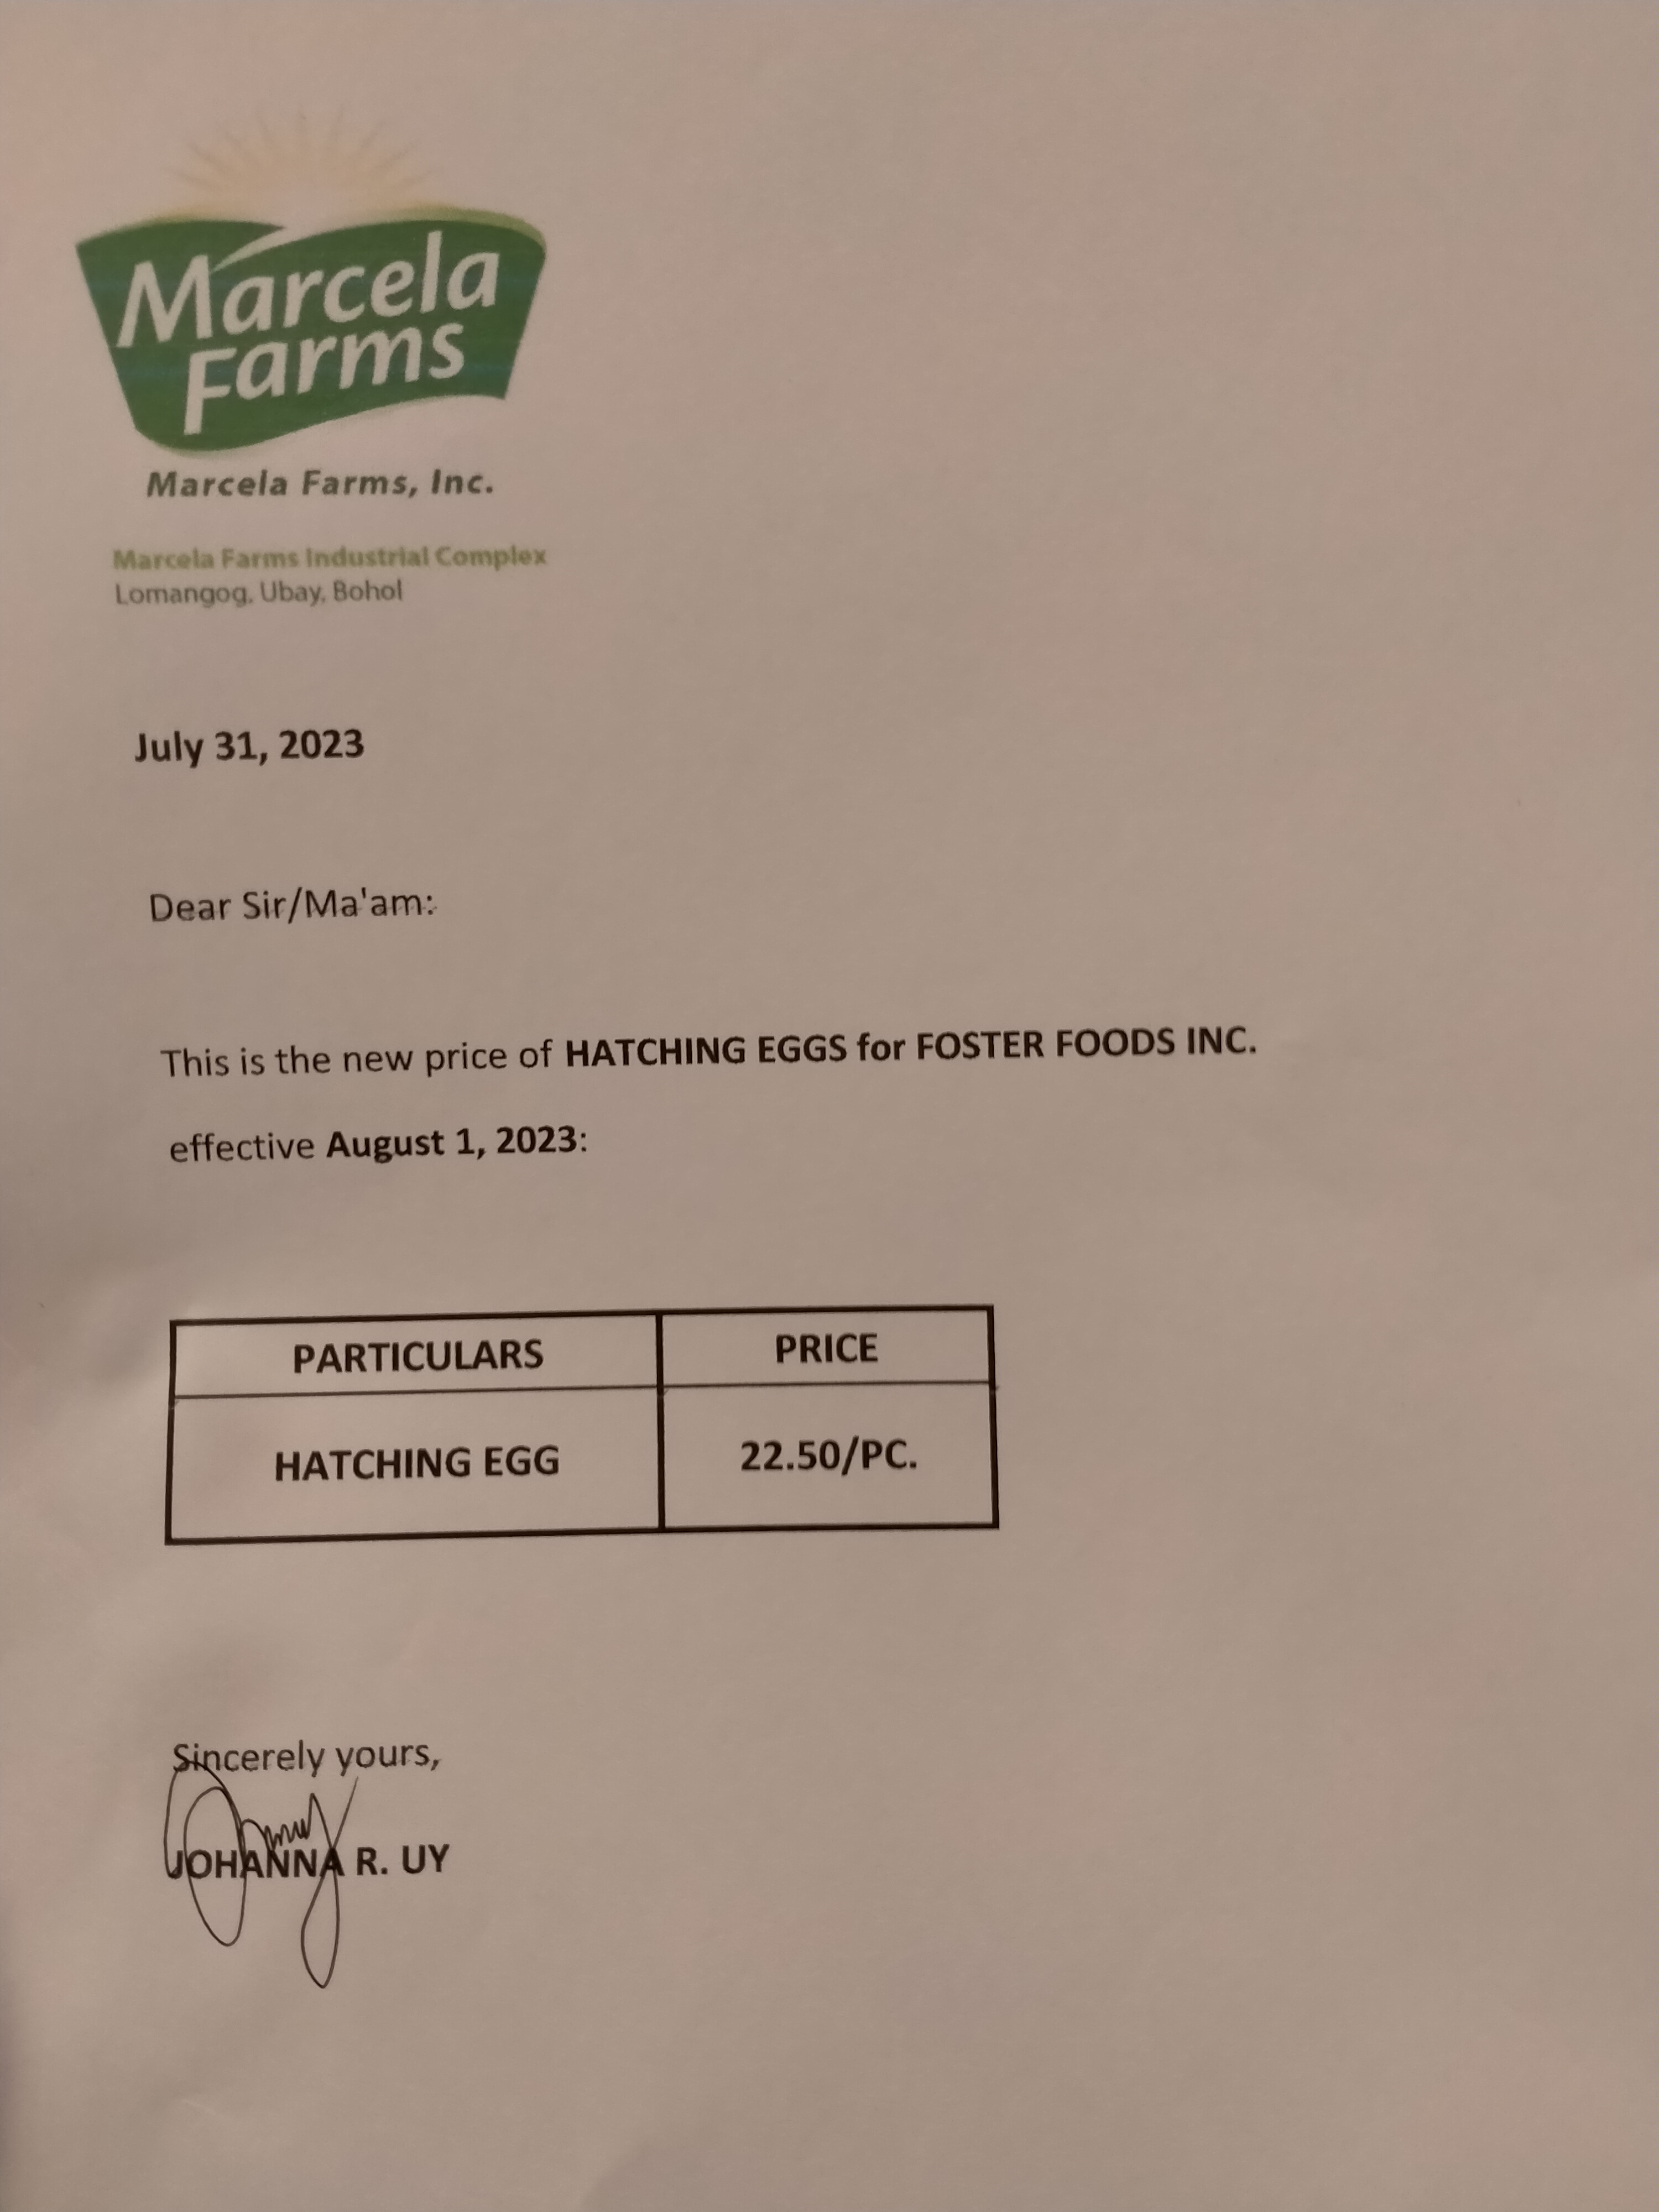 Marcela
Farms
Marcela Farms, Inc.
Marcela Farms Industrial Complex
Lomangog, Ubay, Bohol
July 31, 2023
Dear Sir/Ma'am:
This is the new price of HATCHING EGGS for FOSTER FOODS INC.
effective August 1, 2023:
PARTICULARS PRICE
HATCHING EGG 22.50/PC.
Sincerely yours,
JOHANNA R. UY